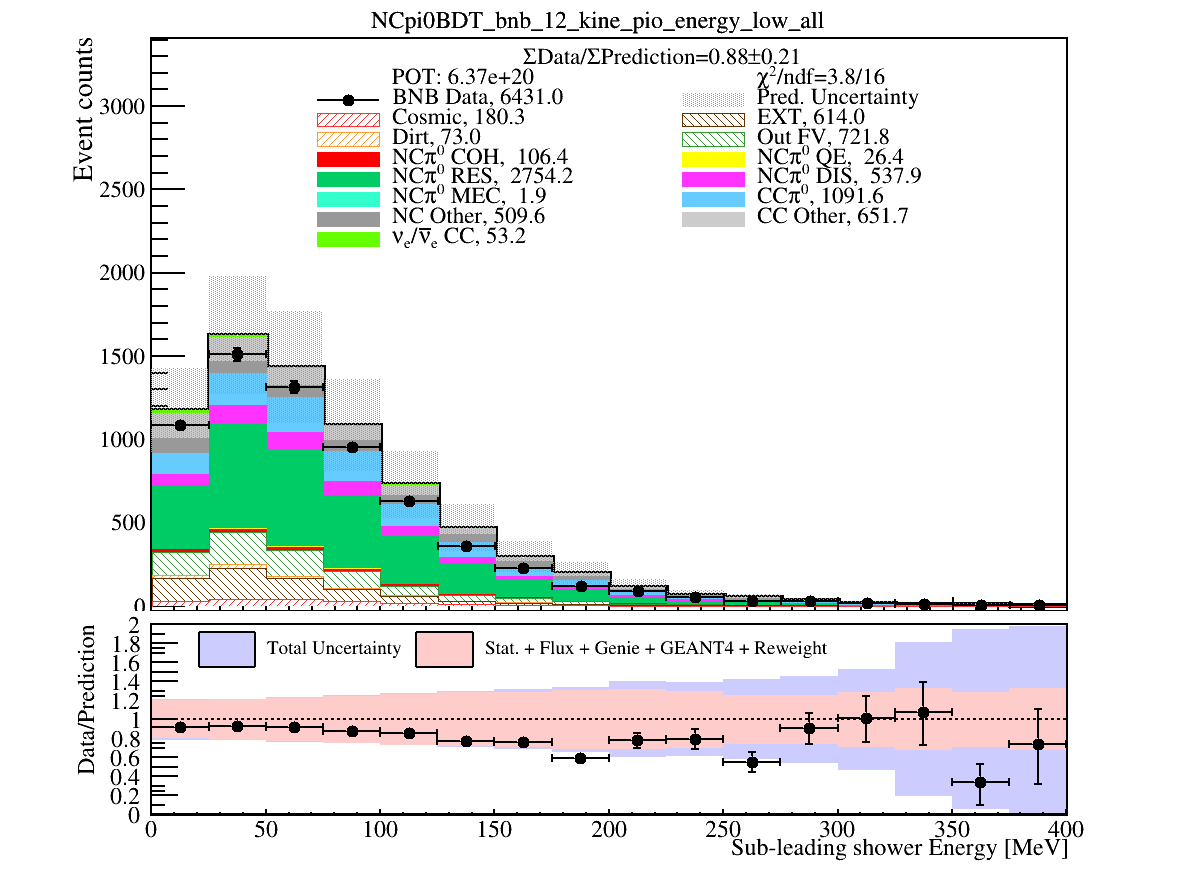 NCpi0BDT_bnb_12_kine_pio_energy_low_all
ΣData/ΣPrediction=0.88±0.21
POT: 6.37e+20
χ²/ndf=3.8/16
BNB Data, 6431.0
Pred. Uncertainty
Cosmic, 180.3
EXT, 614.0
Dirt, 73.0
Out FV, 721.8
NCπ⁰ COH, 106.4
NCπ⁰ QE, 26.4
NCπ⁰ RES, 2754.2
NCπ⁰ DIS, 537.9
NCπ⁰ MEC, 1.9
CCπ⁰, 1091.6
NC Other, 509.6
CC Other, 651.7
νₑ/ν̅ₑ CC, 53.2
Event counts
3000
2500
2000
1500
1000
500
0
Total Uncertainty
Stat. + Flux + Genie + GEANT4 + Reweight
Data/Prediction
2
1.8
1.6
1.4
1.2
1
0.8
0.6
0.4
0.2
0
0 50 100 150 200 250 300 350 400
Sub-leading shower Energy [MeV]